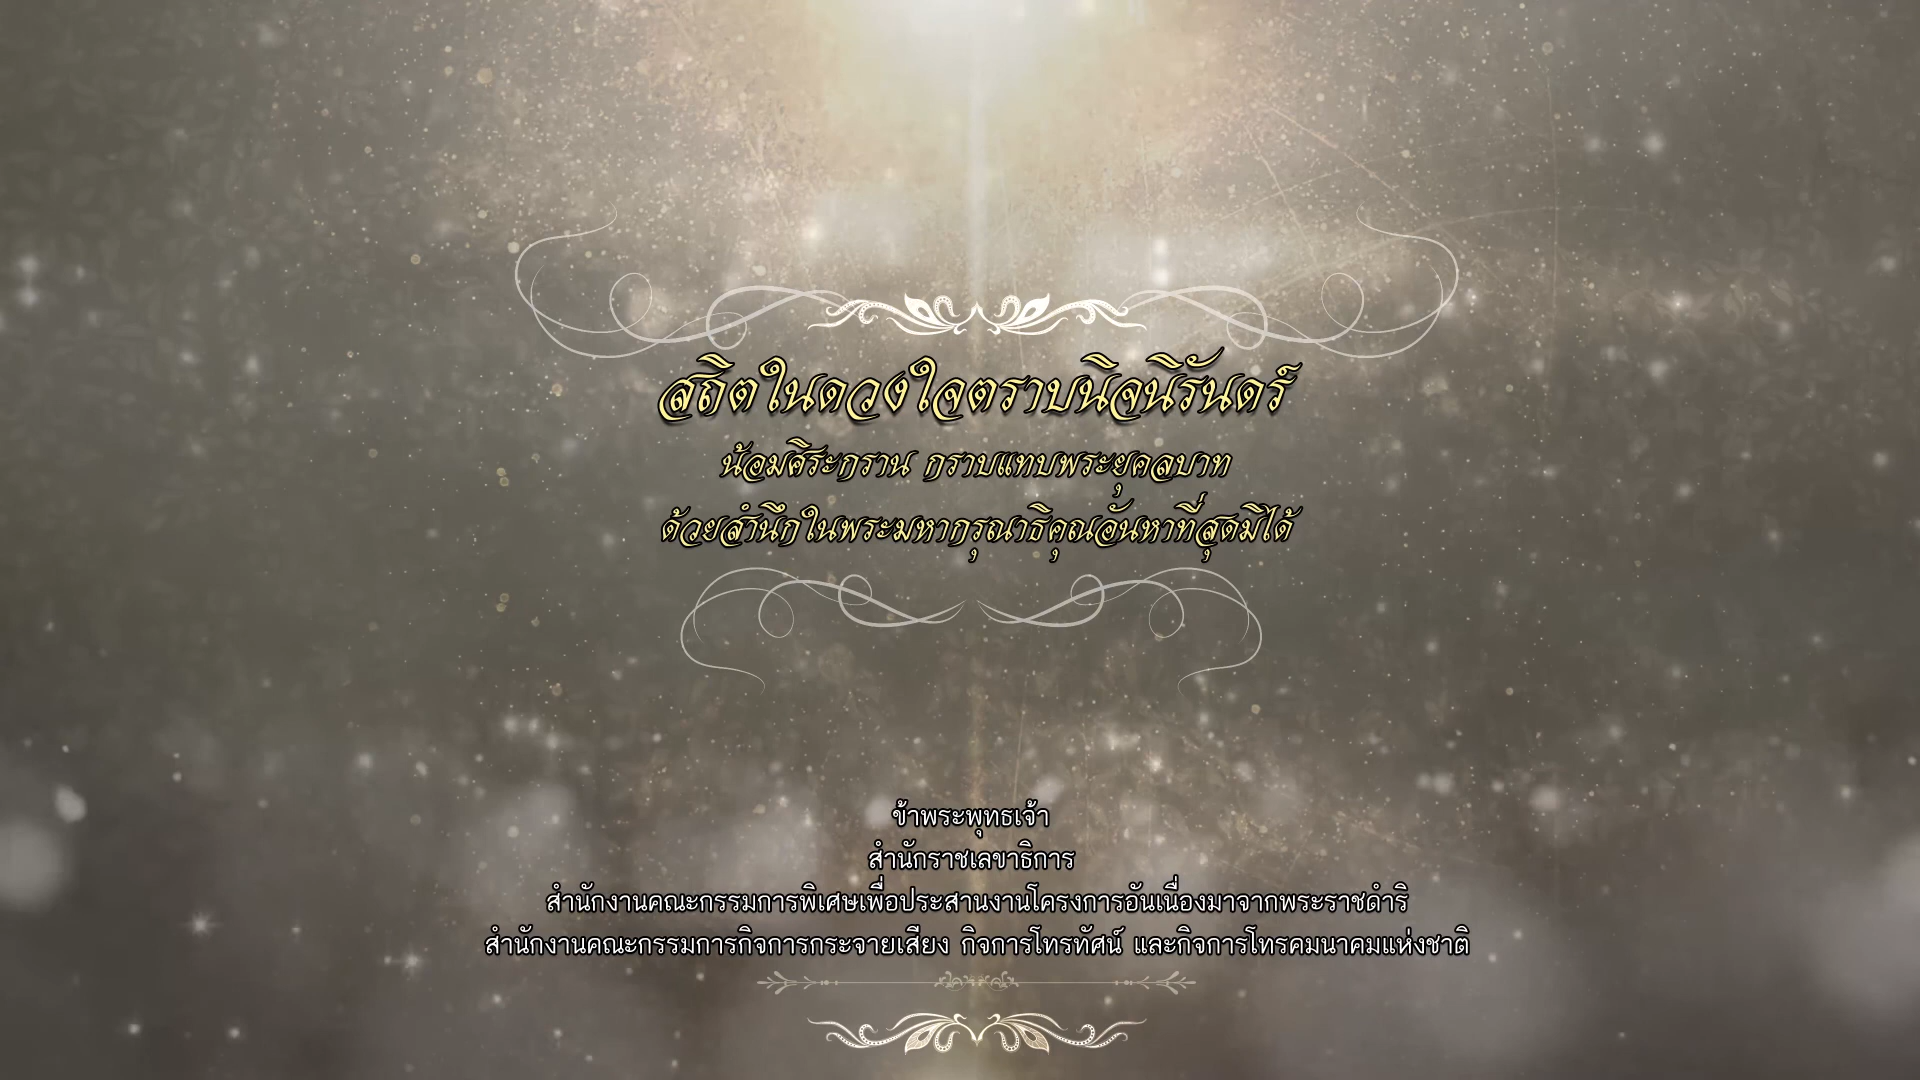 สถิตในดวงใจตราบนิจนิรันดร์
น้อมศิระกราน กราบแทบพระยุคลบาท
ด้วยสำนึกในพระมหากรุณาธิคุณอันหาที่สุดมิได้
ข้าพระพุทธเจ้า
สำนักราชเลขาธิการ
สำนักงานคณะกรรมการพิเศษเพื่อประสานงานโครงการอันเนื่องมาจากพระราชดำริ
สำนักงานคณะกรรมการกิจการกระจายเสียง กิจการโทรทัศน์ และกิจการโทรคมนาคมแห่งชาติ